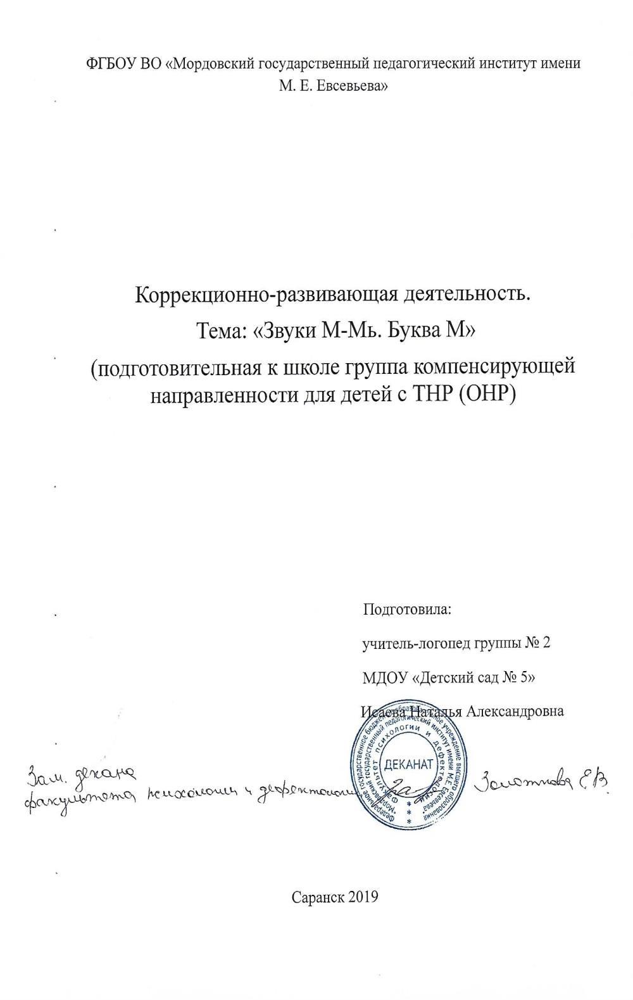 ФГБОУ ВО «Мордовский государственный педагогический институт имени
М. Е. Евсевьева»
Коррекционно-развивающая деятельность.
Тема: «Звуки М-Мь. Буква М»
(подготовительная к школе группа компенсирующей
направленности для детей с ТНР (ОНР)
Подготовила:
учитель-логопед группы № 2
МДОУ «Детский сад № 5»
Исаева Наталья Александровна
Федеральное государственное бюджетное образовательное учреждение высшего образования
"Мордовский государственный педагогический институт имени М.Е. Евсевьева"
Факультет психологии и дефектологии
* * *
ДЕКАНАТ
Зам. декана
факультета психологии и дефектологии
Золоткова Е.В.
Саранск 2019